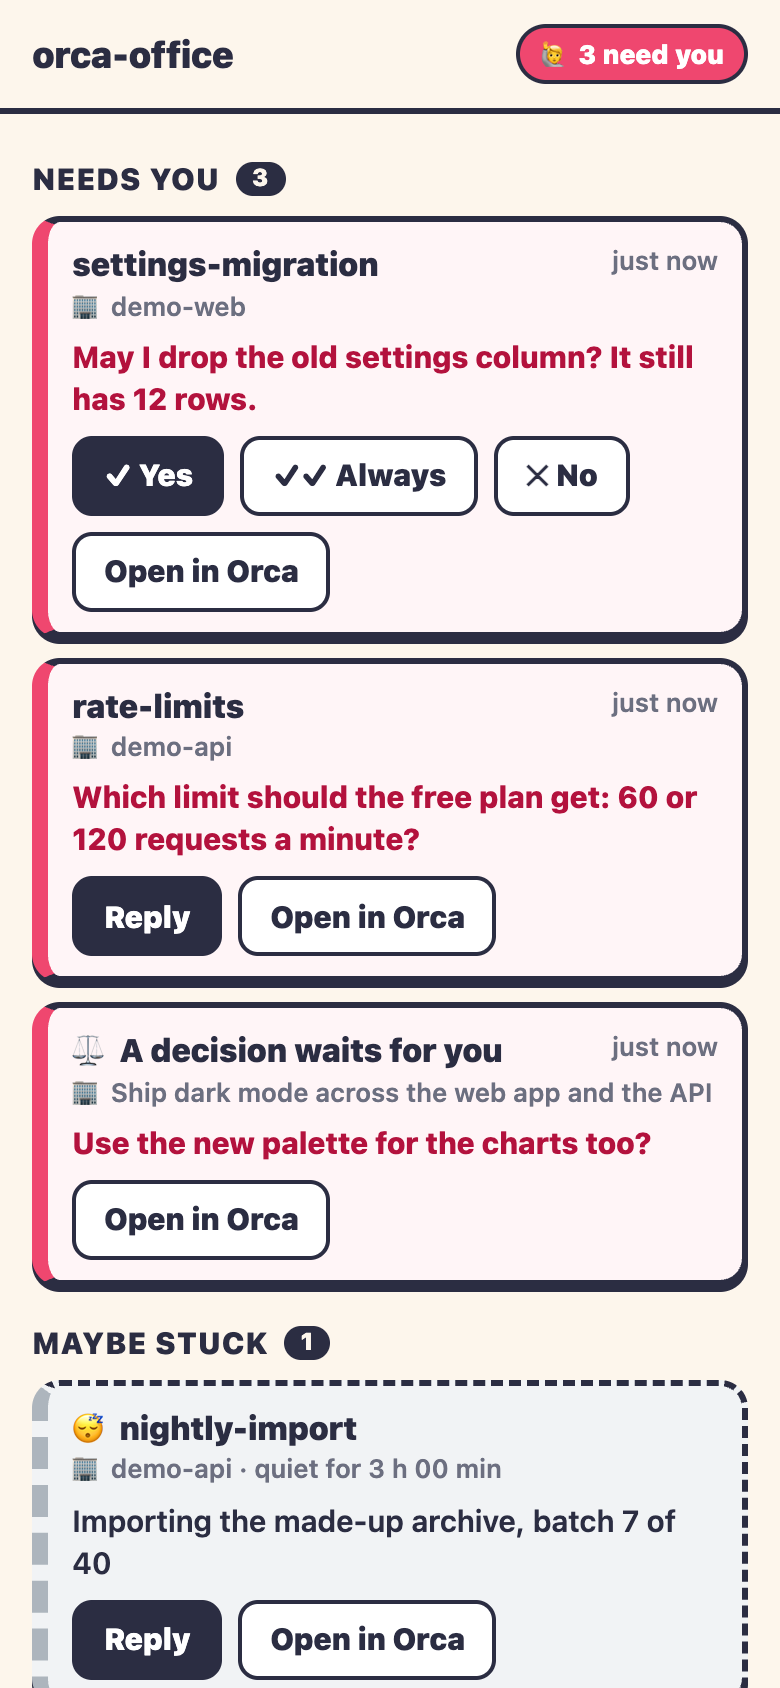 orca-office
3 need you
NEEDS YOU 3
settings-migration
just now
demo-web
May I drop the old settings column? It still
has 12 rows.
✓ Yes
✓✓ Always
✕ No
Open in Orca
rate-limits
just now
demo-api
Which limit should the free plan get: 60 or
120 requests a minute?
Reply
Open in Orca
A decision waits for you
just now
Ship dark mode across the web app and the API
Use the new palette for the charts too?
Open in Orca
MAYBE STUCK 1
nightly-import
demo-api · quiet for 3 h 00 min
Importing the made-up archive, batch 7 of
40
Reply
Open in Orca